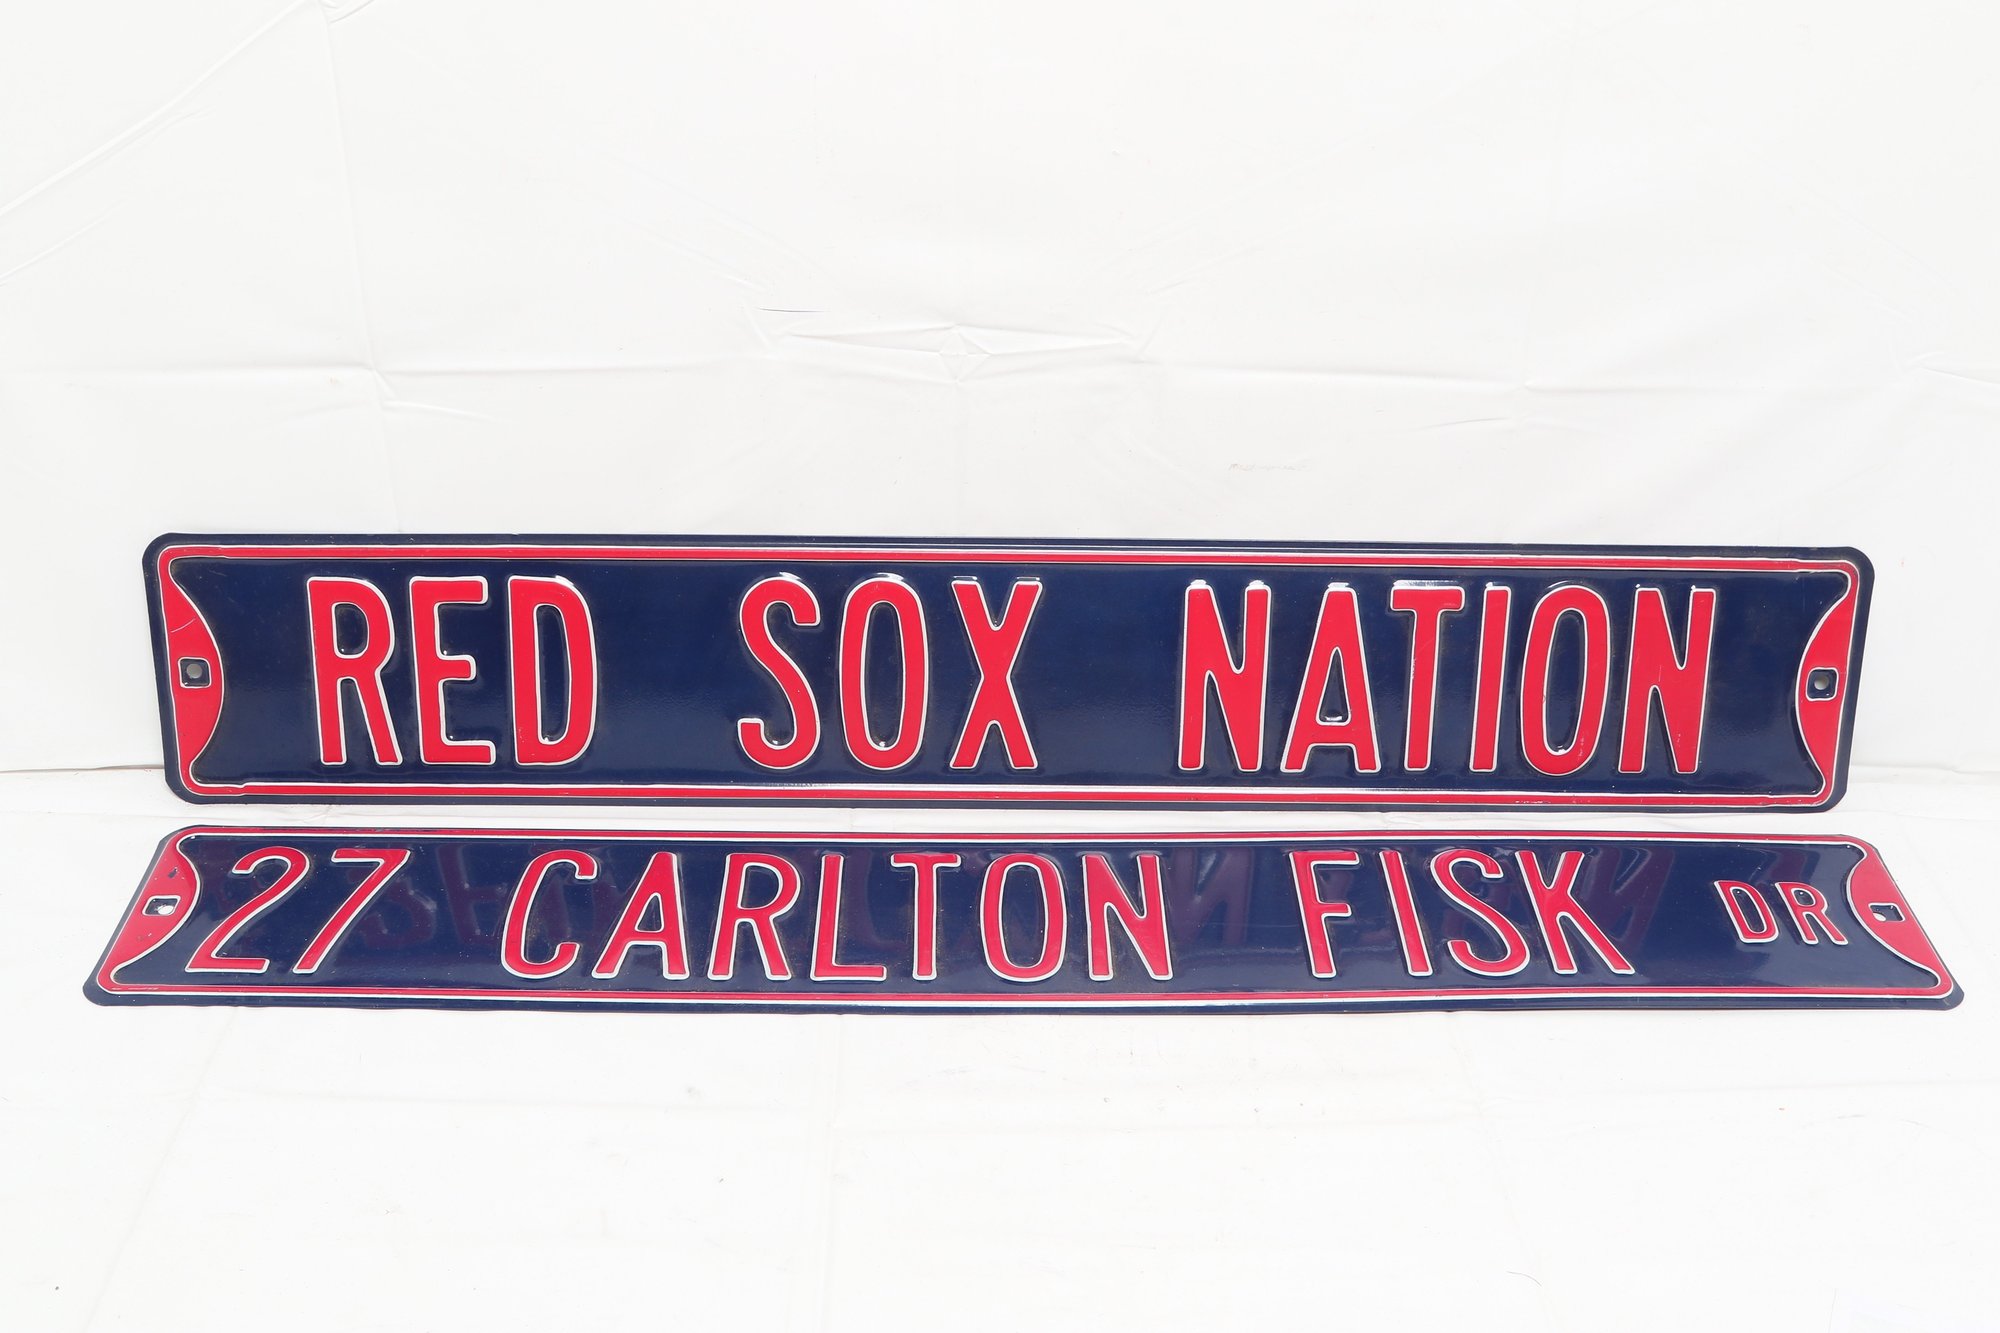 RED SOX NATION
27 CARLTON FISK DR